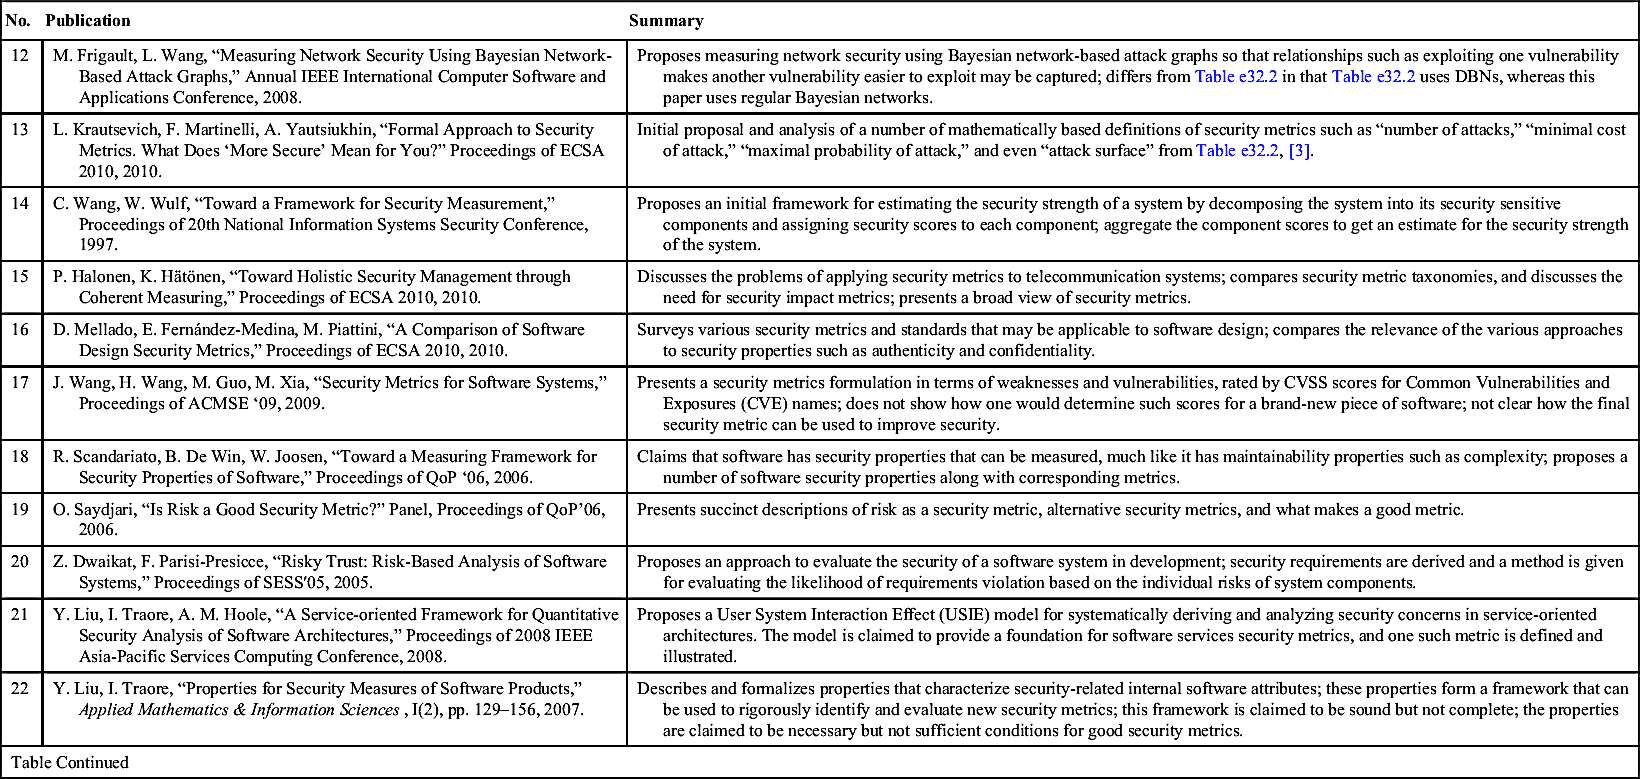 No. Publication Summary
12 M. Frigault, L. Wang, “Measuring Network Security Using Bayesian Network-
Based Attack Graphs,” Annual IEEE International Computer Software and
Applications Conference, 2008.
Proposes measuring network security using Bayesian network-based attack graphs so that relationships such as exploiting one vulnerability
makes another vulnerability easier to exploit may be captured; differs from Table e32.2 in that Table e32.2 uses DBNs, whereas this
paper uses regular Bayesian networks.
13 L. Krautsevich, F. Martinelli, A. Yautsiukhin, “Formal Approach to Security
Metrics. What Does ‘More Secure’ Mean for You?” Proceedings of ECSA
2010, 2010.
Initial proposal and analysis of a number of mathematically based definitions of security metrics such as “number of attacks,” “minimal cost
of attack,” “maximal probability of attack,” and even “attack surface” from Table e32.2, [3].
14 C. Wang, W. Wulf, “Toward a Framework for Security Measurement,”
Proceedings of 20th National Information Systems Security Conference,
1997.
Proposes an initial framework for estimating the security strength of a system by decomposing the system into its security sensitive
components and assigning security scores to each component; aggregate the component scores to get an estimate for the security strength
of the system.
15 P. Halonen, K. Hätönen, “Toward Holistic Security Management through
Coherent Measuring,” Proceedings of ECSA 2010, 2010.
Discusses the problems of applying security metrics to telecommunication systems; compares security metric taxonomies, and discusses the
need for security impact metrics; presents a broad view of security metrics.
16 D. Mellado, E. Fernández-Medina, M. Piattini, “A Comparison of Software
Design Security Metrics,” Proceedings of ECSA 2010, 2010.
Surveys various security metrics and standards that may be applicable to software design; compares the relevance of the various approaches
to security properties such as authenticity and confidentiality.
17 J. Wang, H. Wang, M. Guo, M. Xia, “Security Metrics for Software Systems,”
Proceedings of ACMSE ‘09, 2009.
Presents a security metrics formulation in terms of weaknesses and vulnerabilities, rated by CVSS scores for Common Vulnerabilities and
Exposures (CVE) names; does not show how one would determine such scores for a brand-new piece of software; not clear how the final
security metric can be used to improve security.
18 R. Scandariato, B. De Win, W. Joosen, “Toward a Measuring Framework for
Security Properties of Software,” Proceedings of QoP ‘06, 2006.
Claims that software has security properties that can be measured, much like it has maintainability properties such as complexity; proposes a
number of software security properties along with corresponding metrics.
19 O. Saydjari, “Is Risk a Good Security Metric?” Panel, Proceedings of QoP’06,
2006.
Presents succinct descriptions of risk as a security metric, alternative security metrics, and what makes a good metric.
20 Z. Dwaikat, F. Parisi-Presicce, “Risky Trust: Risk-Based Analysis of Software
Systems,” Proceedings of SESS'05, 2005.
Proposes an approach to evaluate the security of a software system in development; security requirements are derived and a method is given
for evaluating the likelihood of requirements violation based on the individual risks of system components.
21 Y. Liu, I. Traore, A. M. Hoole, “A Service-oriented Framework for Quantitative
Security Analysis of Software Architectures,” Proceedings of 2008 IEEE
Asia-Pacific Services Computing Conference, 2008.
Proposes a User System Interaction Effect (USIE) model for systematically deriving and analyzing security concerns in service-oriented
architectures. The model is claimed to provide a foundation for software services security metrics, and one such metric is defined and
illustrated.
22 Y. Liu, I. Traore, “Properties for Security Measures of Software Products,”
Applied Mathematics & Information Sciences , I(2), pp. 129–156, 2007.
Describes and formalizes properties that characterize security-related internal software attributes; these properties form a framework that can
be used to rigorously identify and evaluate new security metrics; this framework is claimed to be sound but not complete; the properties
are claimed to be necessary but not sufficient conditions for good security metrics.
Table Continued